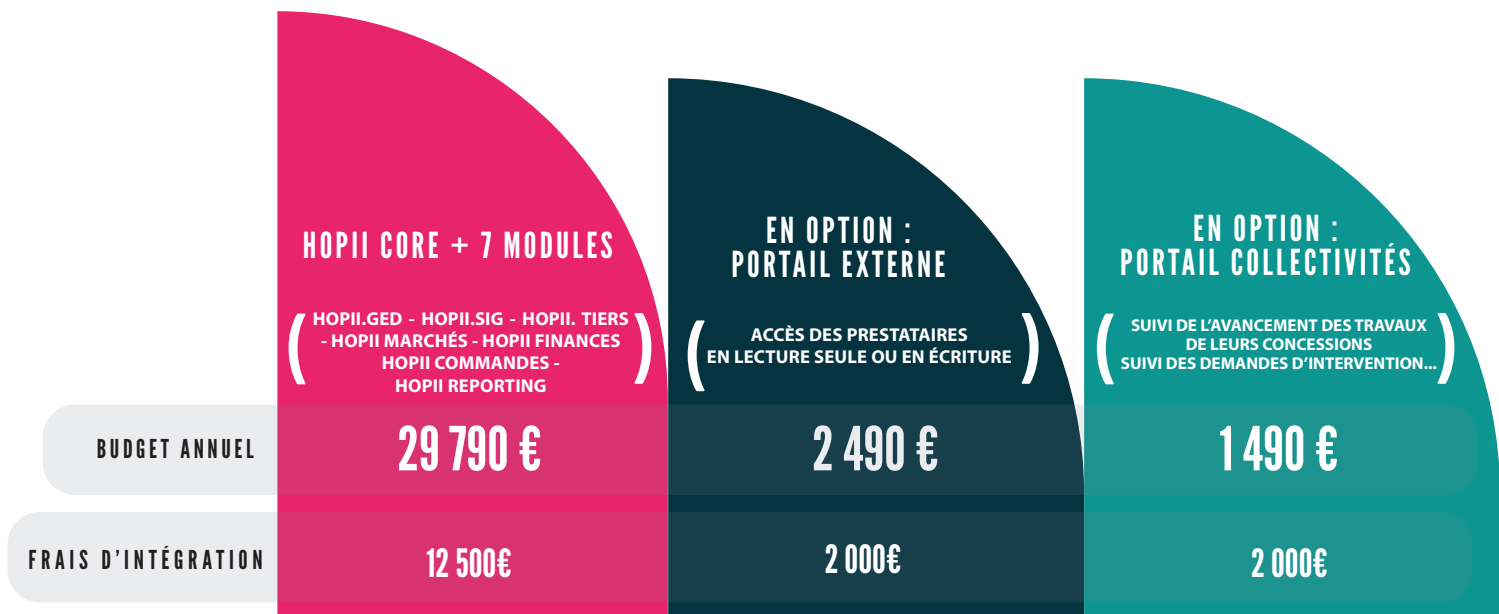 HOPII CORE + 7 MODULES
( HOPII.GED - HOPII.SIG - HOPII. TIERS
- HOPII MARCHÉS - HOPII FINANCES
HOPII COMMANDES -
HOPII REPORTING )
EN OPTION :
PORTAIL EXTERNE
( ACCÈS DES PRESTATAIRES
EN LECTURE SEULE OU EN ÉCRITURE )
EN OPTION :
PORTAIL COLLECTIVITÉS
( SUIVI DE L'AVANCEMENT DES TRAVAUX
DE LEURS CONCESSIONS
SUIVI DES DEMANDES D'INTERVENTION... )
BUDGET ANNUEL 29 790 € 2 490 € 1 490 €
FRAIS D'INTÉGRATION 12 500€ 2 000€ 2 000€